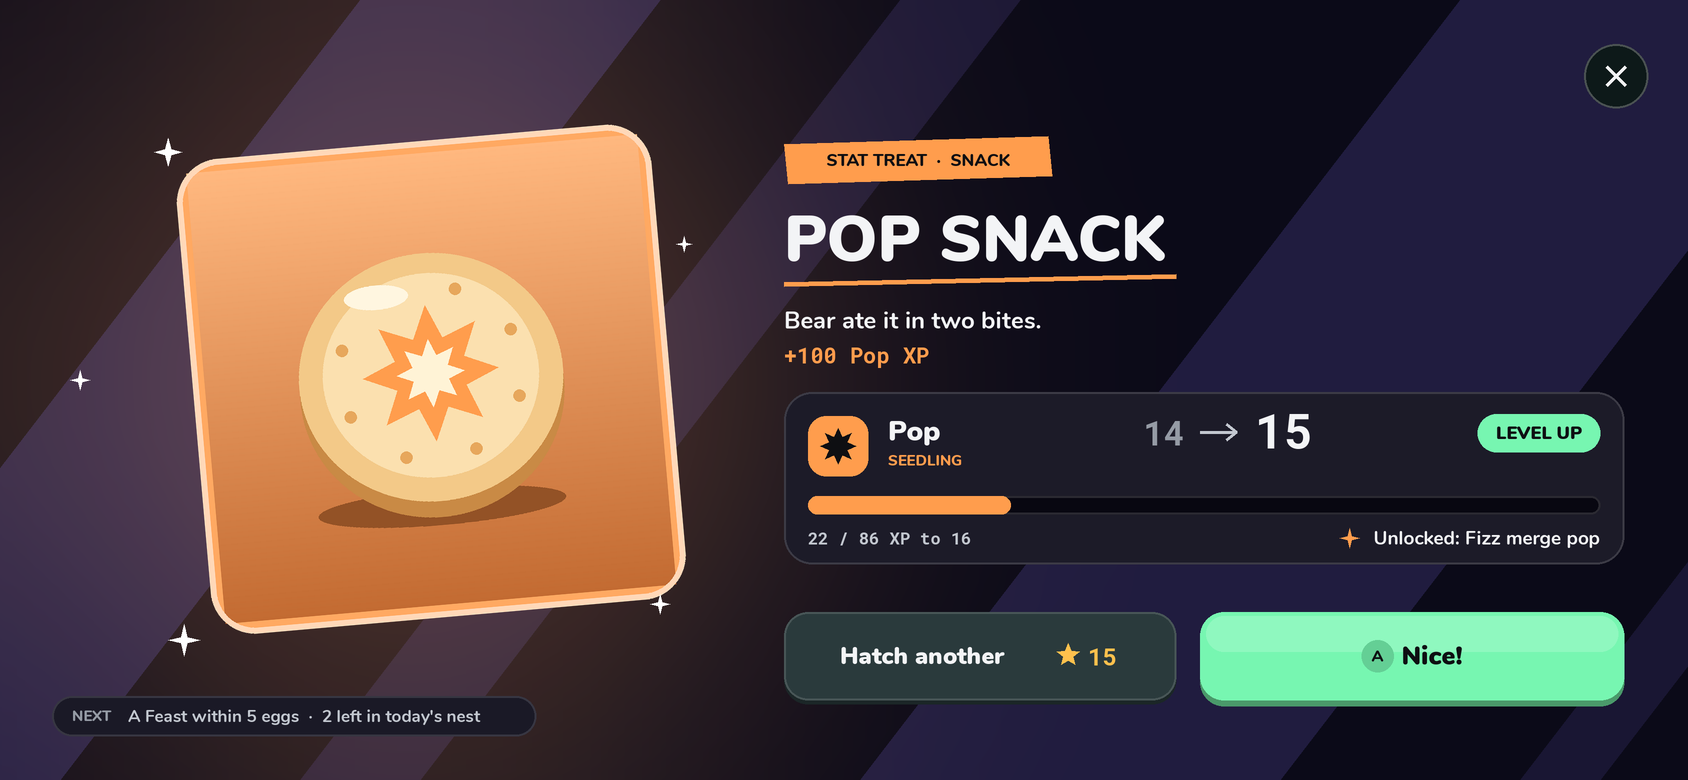 STAT TREAT · SNACK
POP SNACK
Bear ate it in two bites.
+100 Pop XP
Pop
SEEDLING
14 → 15
LEVEL UP
22 / 86 XP to 16
Unlocked: Fizz merge pop
Hatch another ★ 15
A Nice!
NEXT A Feast within 5 eggs · 2 left in today's nest